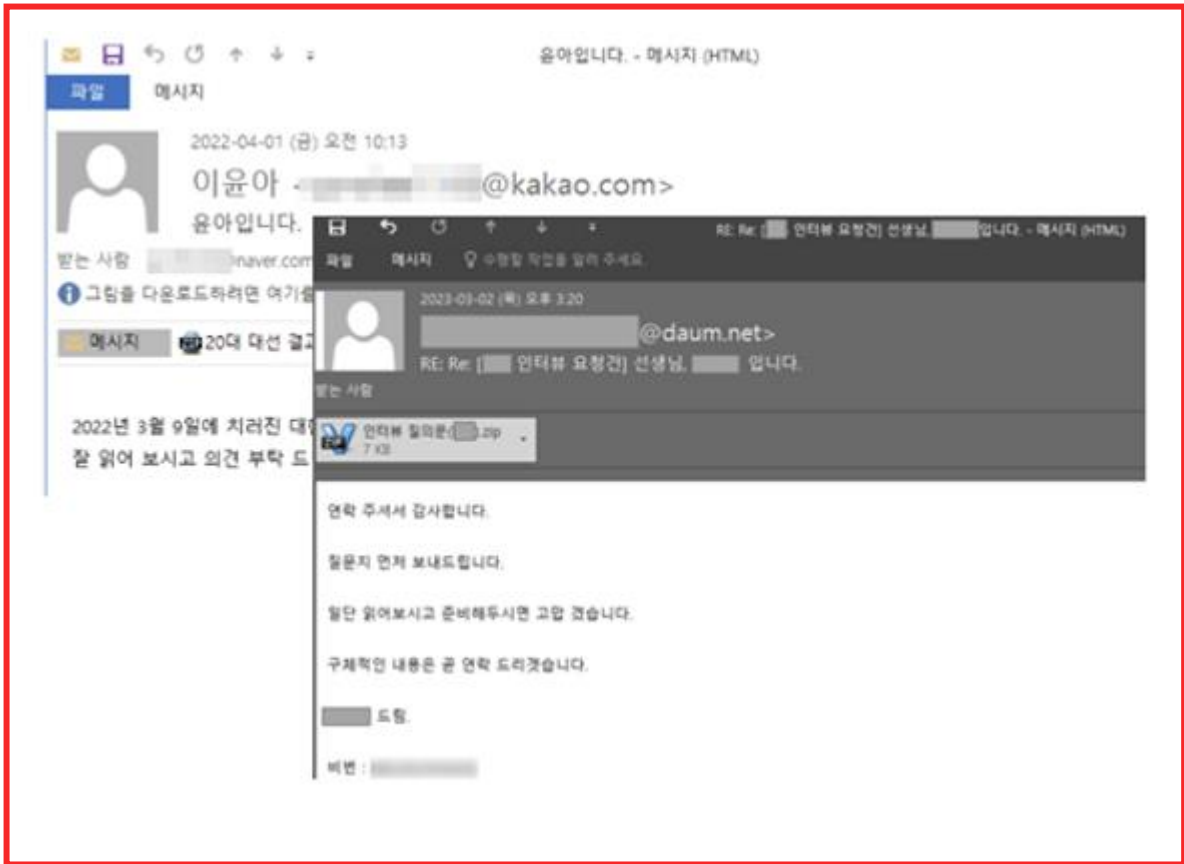 윤아입니다. - 메시지 (HTML)
파일 메시지
2022-04-01 (금) 오전 10:13
이윤아 @kakao.com>
윤아입니다.
받는 사람 naver.com
그림을 다운로드하려면 여기를
메시지 20대 대선 결과
2022년 3월 9일에 치러진 대한
잘 읽어 보시고 의견 부탁 드
RE: Re: [ 인터뷰 요청건] 선생님, 입니다. - 메시지 (HTML)
파일 메시지 수행할 작업을 알려 주세요.
2023-03-02 (목) 오후 3:20
@daum.net>
RE: Re: [ 인터뷰 요청건] 선생님, 입니다.
받는 사람
인터뷰 질의문( ).zip
7 KB
연락 주셔서 감사합니다.
질문지 먼저 보내드립니다.
일단 읽어보시고 준비해두시면 고맙 겠습니다.
구체적인 내용은 곧 연락 드리겟습니다.
드림.
비번 :